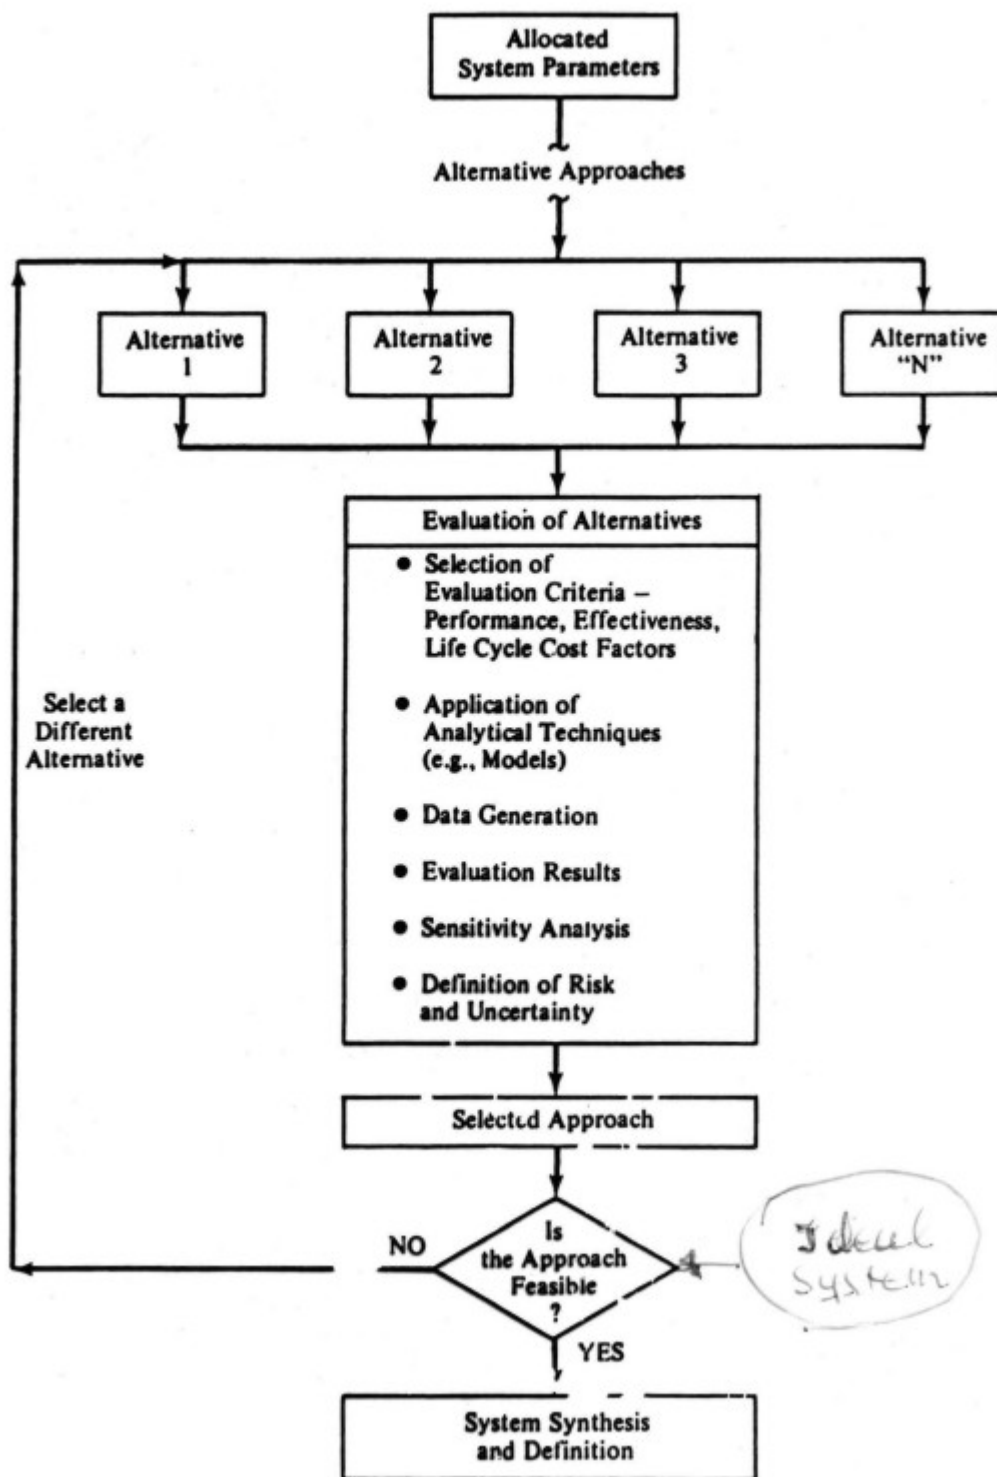 Allocated
System Parameters
Alternative Approaches
Alternative
1
Alternative
2
Alternative
3
Alternative
“N”
Evaluation of Alternatives
● Selection of
Evaluation Criteria –
Performance, Effectiveness,
Life Cycle Cost Factors
● Application of
Analytical Techniques
(e.g., Models)
● Data Generation
● Evaluation Results
● Sensitivity Analysis
● Definition of Risk
and Uncertainty
Select a
Different
Alternative
Selected Approach
Is
the Approach
Feasible
?
NO
YES
Ideal
System
System Synthesis
and Definition